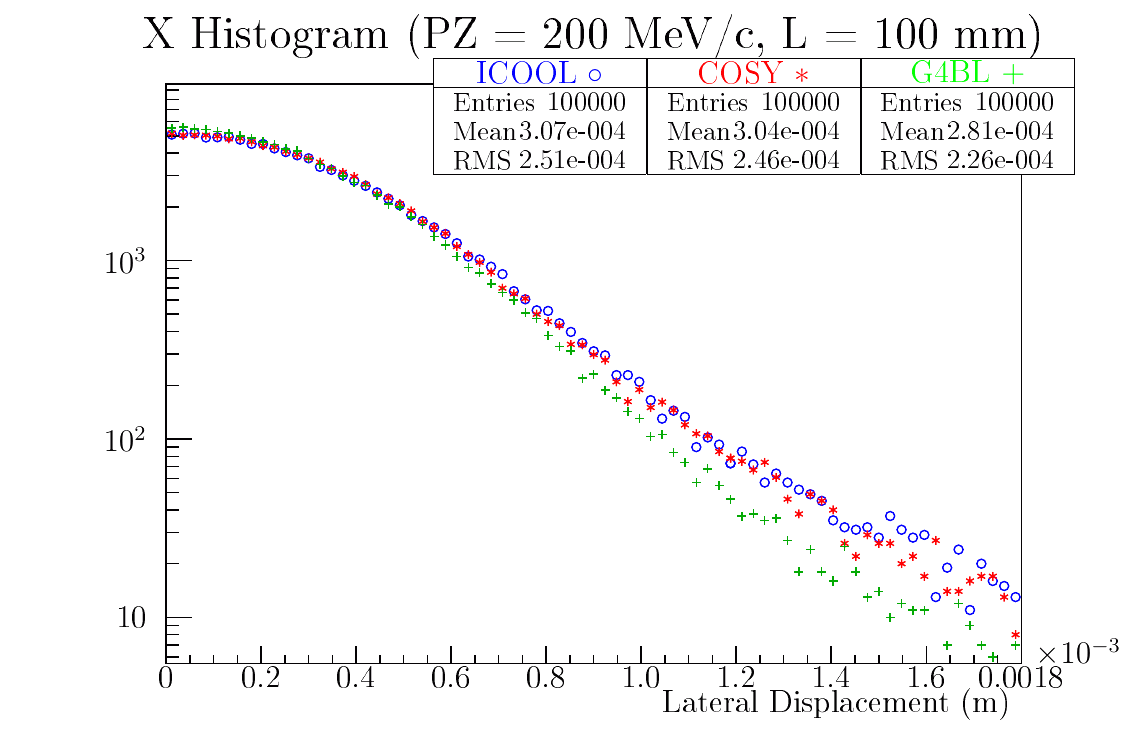 X Histogram (PZ = 200 MeV/c, L = 100 mm)
ICOOL ○ COSY * G4BL +
Entries 100000 Entries 100000 Entries 100000
Mean 3.07e-004 Mean 3.04e-004 Mean 2.81e-004
RMS 2.51e-004 RMS 2.46e-004 RMS 2.26e-004
10³
10²
10
0 0.2 0.4 0.6 0.8 1.0 1.2 1.4 1.6 0.0018
×10⁻³
Lateral Displacement (m)